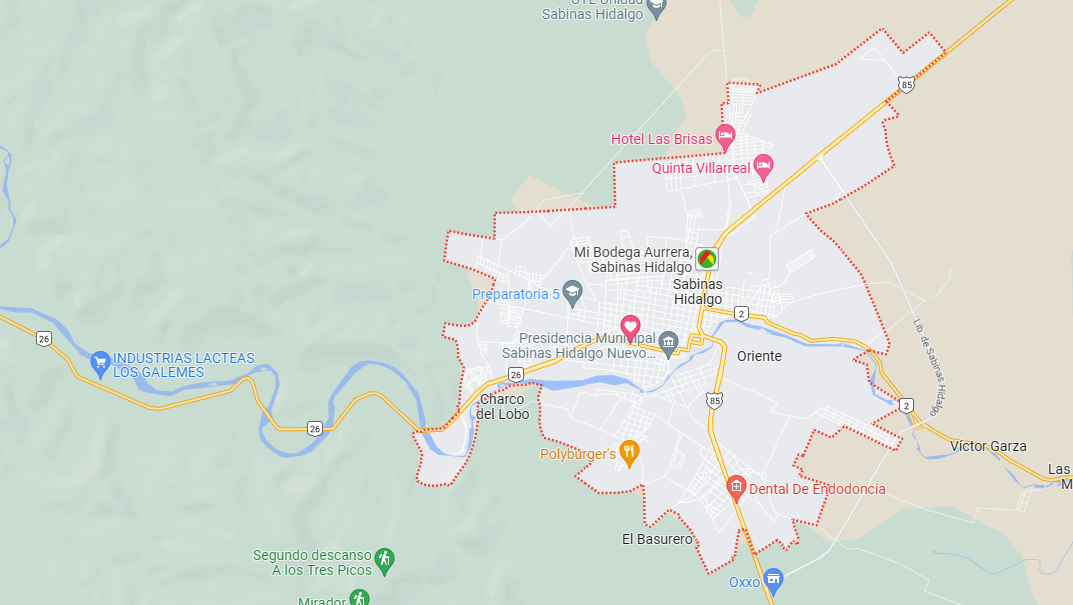 UTE Unidad
Sabinas Hidalgo
85
Hotel Las Brisas
Quinta Villarreal
Mi Bodega Aurrera,
Sabinas Hidalgo
Sabinas
Hidalgo
Preparatoria 5
2
Lib. de Sabinas Hidalgo
26
Presidencia Municipal
Sabinas Hidalgo Nuevo...
Oriente
INDUSTRIAS LACTEAS
LOS GALEMES
26
Charco
del Lobo
85
2
26
Víctor Garza
Polyburger's
Las
M
Dental De Endodoncia
El Basurero
Segundo descanso
A los Tres Picos
Oxxo
Mirador